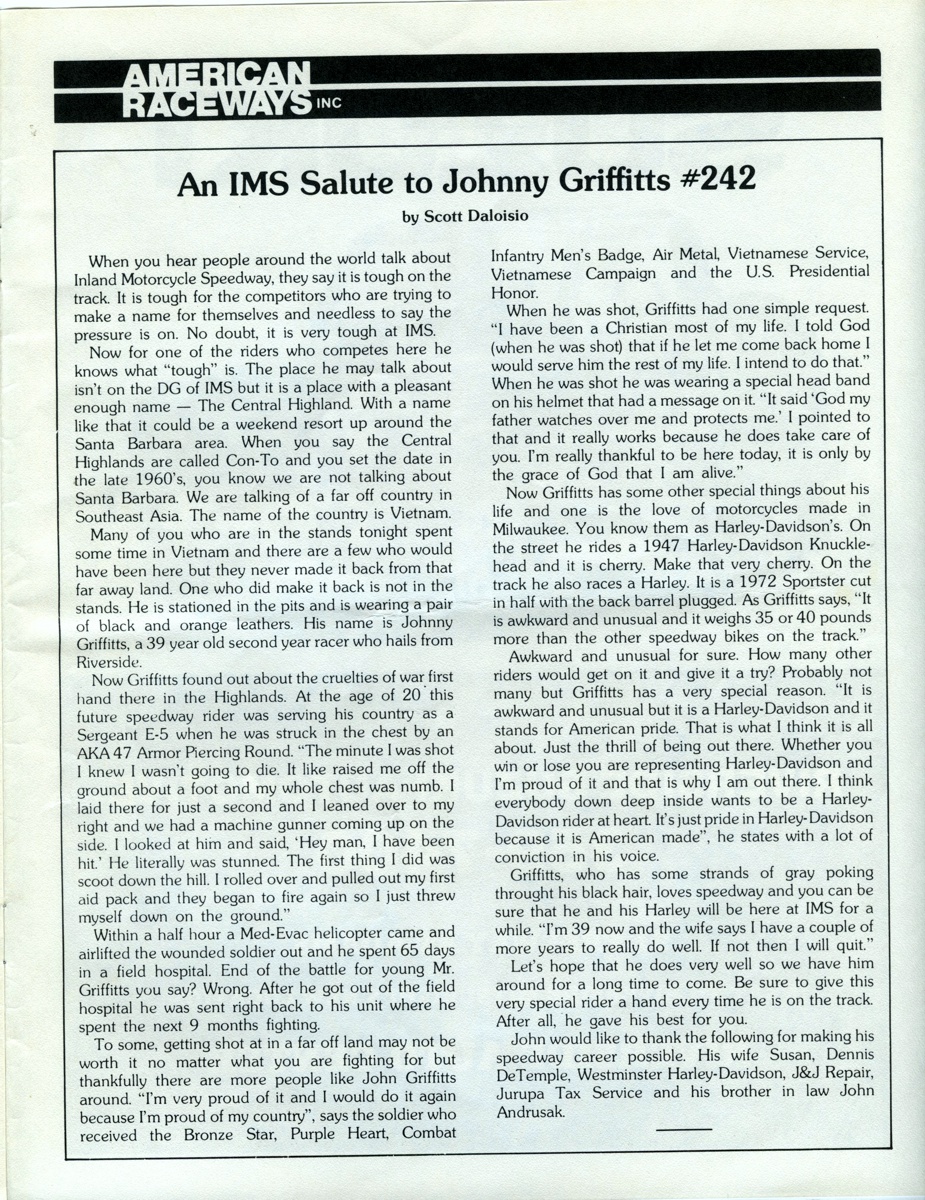 AMERICAN
RACEWAYS INC
An IMS Salute to Johnny Griffitts #242
by Scott Daloisio
When you hear people around the world talk about
Inland Motorcycle Speedway, they say it is tough on the
track. It is tough for the competitors who are trying to
make a name for themselves and needless to say the
pressure is on. No doubt, it is very tough at IMS.
Now for one of the riders who competes here he
knows what “tough” is. The place he may talk about
isn't on the DG of IMS but it is a place with a pleasant
enough name — The Central Highland. With a name
like that it could be a weekend resort up around the
Santa Barbara area. When you say the Central
Highlands are called Con-To and you set the date in
the late 1960's, you know we are not talking about
Santa Barbara. We are talking of a far off country in
Southeast Asia. The name of the country is Vietnam.
Many of you who are in the stands tonight spent
some time in Vietnam and there are a few who would
have been here but they never made it back from that
far away land. One who did make it back is not in the
stands. He is stationed in the pits and is wearing a pair
of black and orange leathers. His name is Johnny
Griffitts, a 39 year old second year racer who hails from
Riverside.
Now Griffitts found out about the cruelties of war first
hand there in the Highlands. At the age of 20 this
future speedway rider was serving his country as a
Sergeant E-5 when he was struck in the chest by an
AKA 47 Armor Piercing Round. “The minute I was shot
I knew I wasn't going to die. It like raised me off the
ground about a foot and my whole chest was numb. I
laid there for just a second and I leaned over to my
right and we had a machine gunner coming up on the
side. I looked at him and said, ‘Hey man, I have been
hit.’ He literally was stunned. The first thing I did was
scoot down the hill. I rolled over and pulled out my first
aid pack and they began to fire again so I just threw
myself down on the ground.”
Within a half hour a Med-Evac helicopter came and
airlifted the wounded soldier out and he spent 65 days
in a field hospital. End of the battle for young Mr.
Griffitts you say? Wrong. After he got out of the field
hospital he was sent right back to his unit where he
spent the next 9 months fighting.
To some, getting shot at in a far off land may not be
worth it no matter what you are fighting for but
thankfully there are more people like John Griffitts
around. “I'm very proud of it and I would do it again
because I'm proud of my country”, says the soldier who
received the Bronze Star, Purple Heart, Combat
Infantry Men's Badge, Air Metal, Vietnamese Service,
Vietnamese Campaign and the U.S. Presidential
Honor.
When he was shot, Griffitts had one simple request.
“I have been a Christian most of my life. I told God
(when he was shot) that if he let me come back home I
would serve him the rest of my life. I intend to do that.”
When he was shot he was wearing a special head band
on his helmet that had a message on it. “It said ‘God my
father watches over me and protects me.’ I pointed to
that and it really works because he does take care of
you. I'm really thankful to be here today, it is only by
the grace of God that I am alive.”
Now Griffitts has some other special things about his
life and one is the love of motorcycles made in
Milwaukee. You know them as Harley-Davidson's. On
the street he rides a 1947 Harley-Davidson Knuckle-
head and it is cherry. Make that very cherry. On the
track he also races a Harley. It is a 1972 Sportster cut
in half with the back barrel plugged. As Griffitts says, “It
is awkward and unusual and it weighs 35 or 40 pounds
more than the other speedway bikes on the track.”
Awkward and unusual for sure. How many other
riders would get on it and give it a try? Probably not
many but Griffitts has a very special reason. “It is
awkward and unusual but it is a Harley-Davidson and it
stands for American pride. That is what I think it is all
about. Just the thrill of being out there. Whether you
win or lose you are representing Harley-Davidson and
I'm proud of it and that is why I am out there. I think
everybody down deep inside wants to be a Harley-
Davidson rider at heart. It's just pride in Harley-Davidson
because it is American made”, he states with a lot of
conviction in his voice.
Griffitts, who has some strands of gray poking
throught his black hair, loves speedway and you can be
sure that he and his Harley will be here at IMS for a
while. “I'm 39 now and the wife says I have a couple of
more years to really do well. If not then I will quit.”
Let's hope that he does very well so we have him
around for a long time to come. Be sure to give this
very special rider a hand every time he is on the track.
After all, he gave his best for you.
John would like to thank the following for making his
speedway career possible. His wife Susan, Dennis
DeTemple, Westminster Harley-Davidson, J&J Repair,
Jurupa Tax Service and his brother in law John
Andrusak.